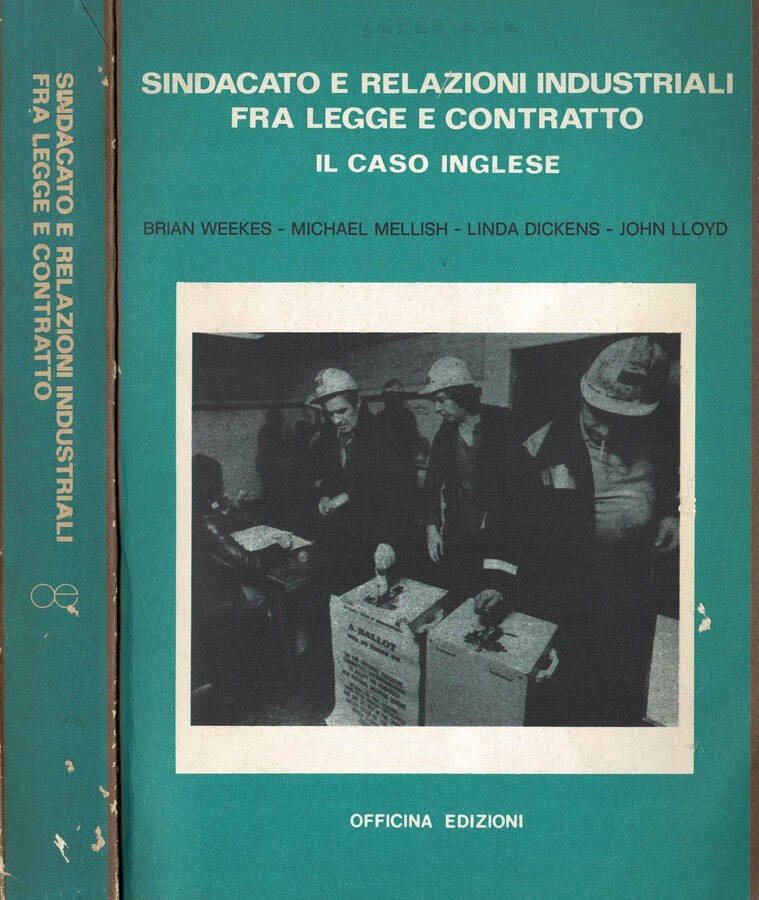 SINDACATO E RELAZIONI INDUSTRIALI
FRA LEGGE E CONTRATTO
SINDACATO E RELAZIONI INDUSTRIALI
FRA LEGGE E CONTRATTO
IL CASO INGLESE
BRIAN WEEKES - MICHAEL MELLISH - LINDA DICKENS - JOHN LLOYD
A BALLOT
OFFICINA EDIZIONI